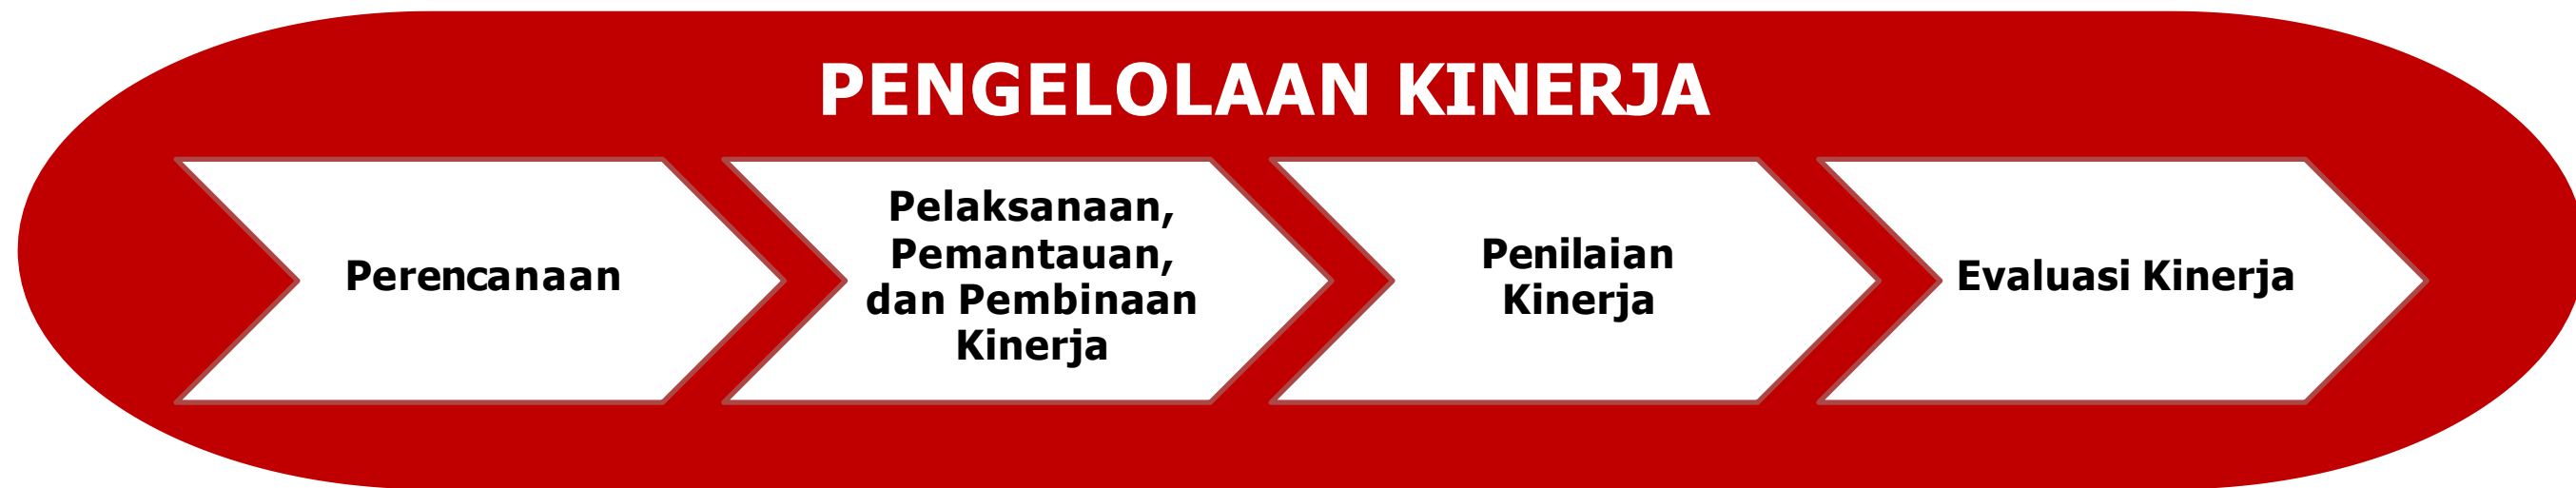 PENGELOLAAN KINERJA
Perencanaan
Pelaksanaan,
Pemantauan,
dan Pembinaan
Kinerja
Penilaian
Kinerja
Evaluasi Kinerja